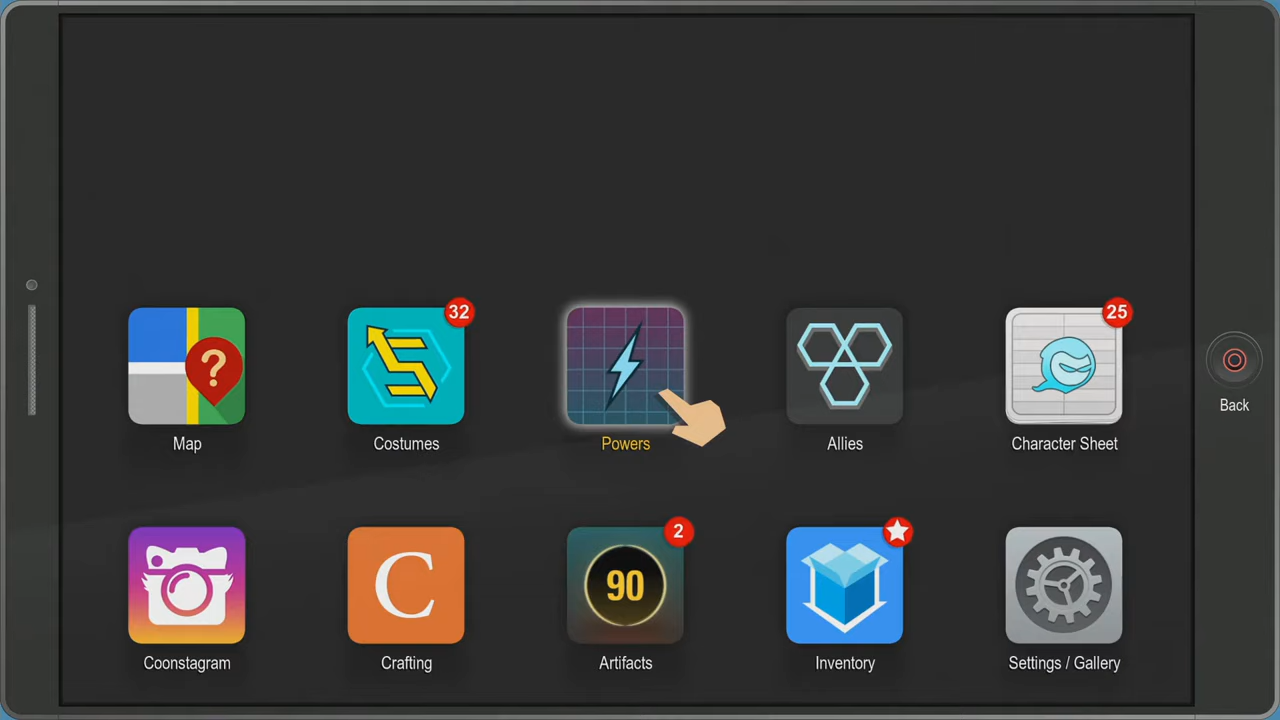 32
25
?
Map
Costumes
Powers
Allies
Character Sheet
Back
2
C
90
Coonstagram
Crafting
Artifacts
Inventory
Settings / Gallery